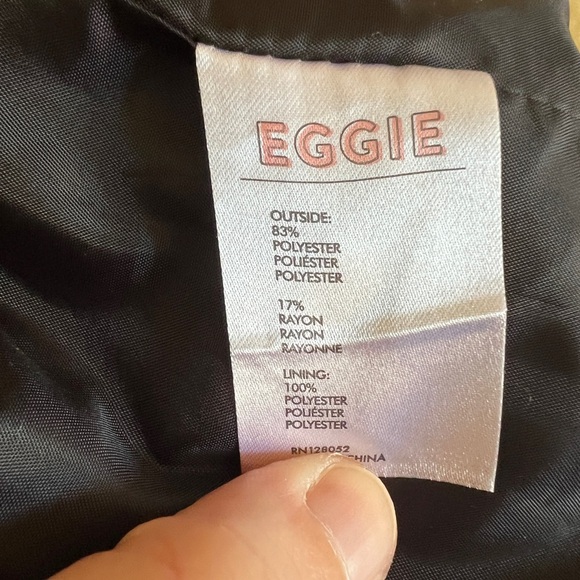 EGGIE
OUTSIDE:
83%
POLYESTER
POLIÉSTER
POLYESTER
17%
RAYON
RAYON
RAYONNE
LINING:
100%
POLYESTER
POLIÉSTER
POLYESTER
RN128052
CHINA